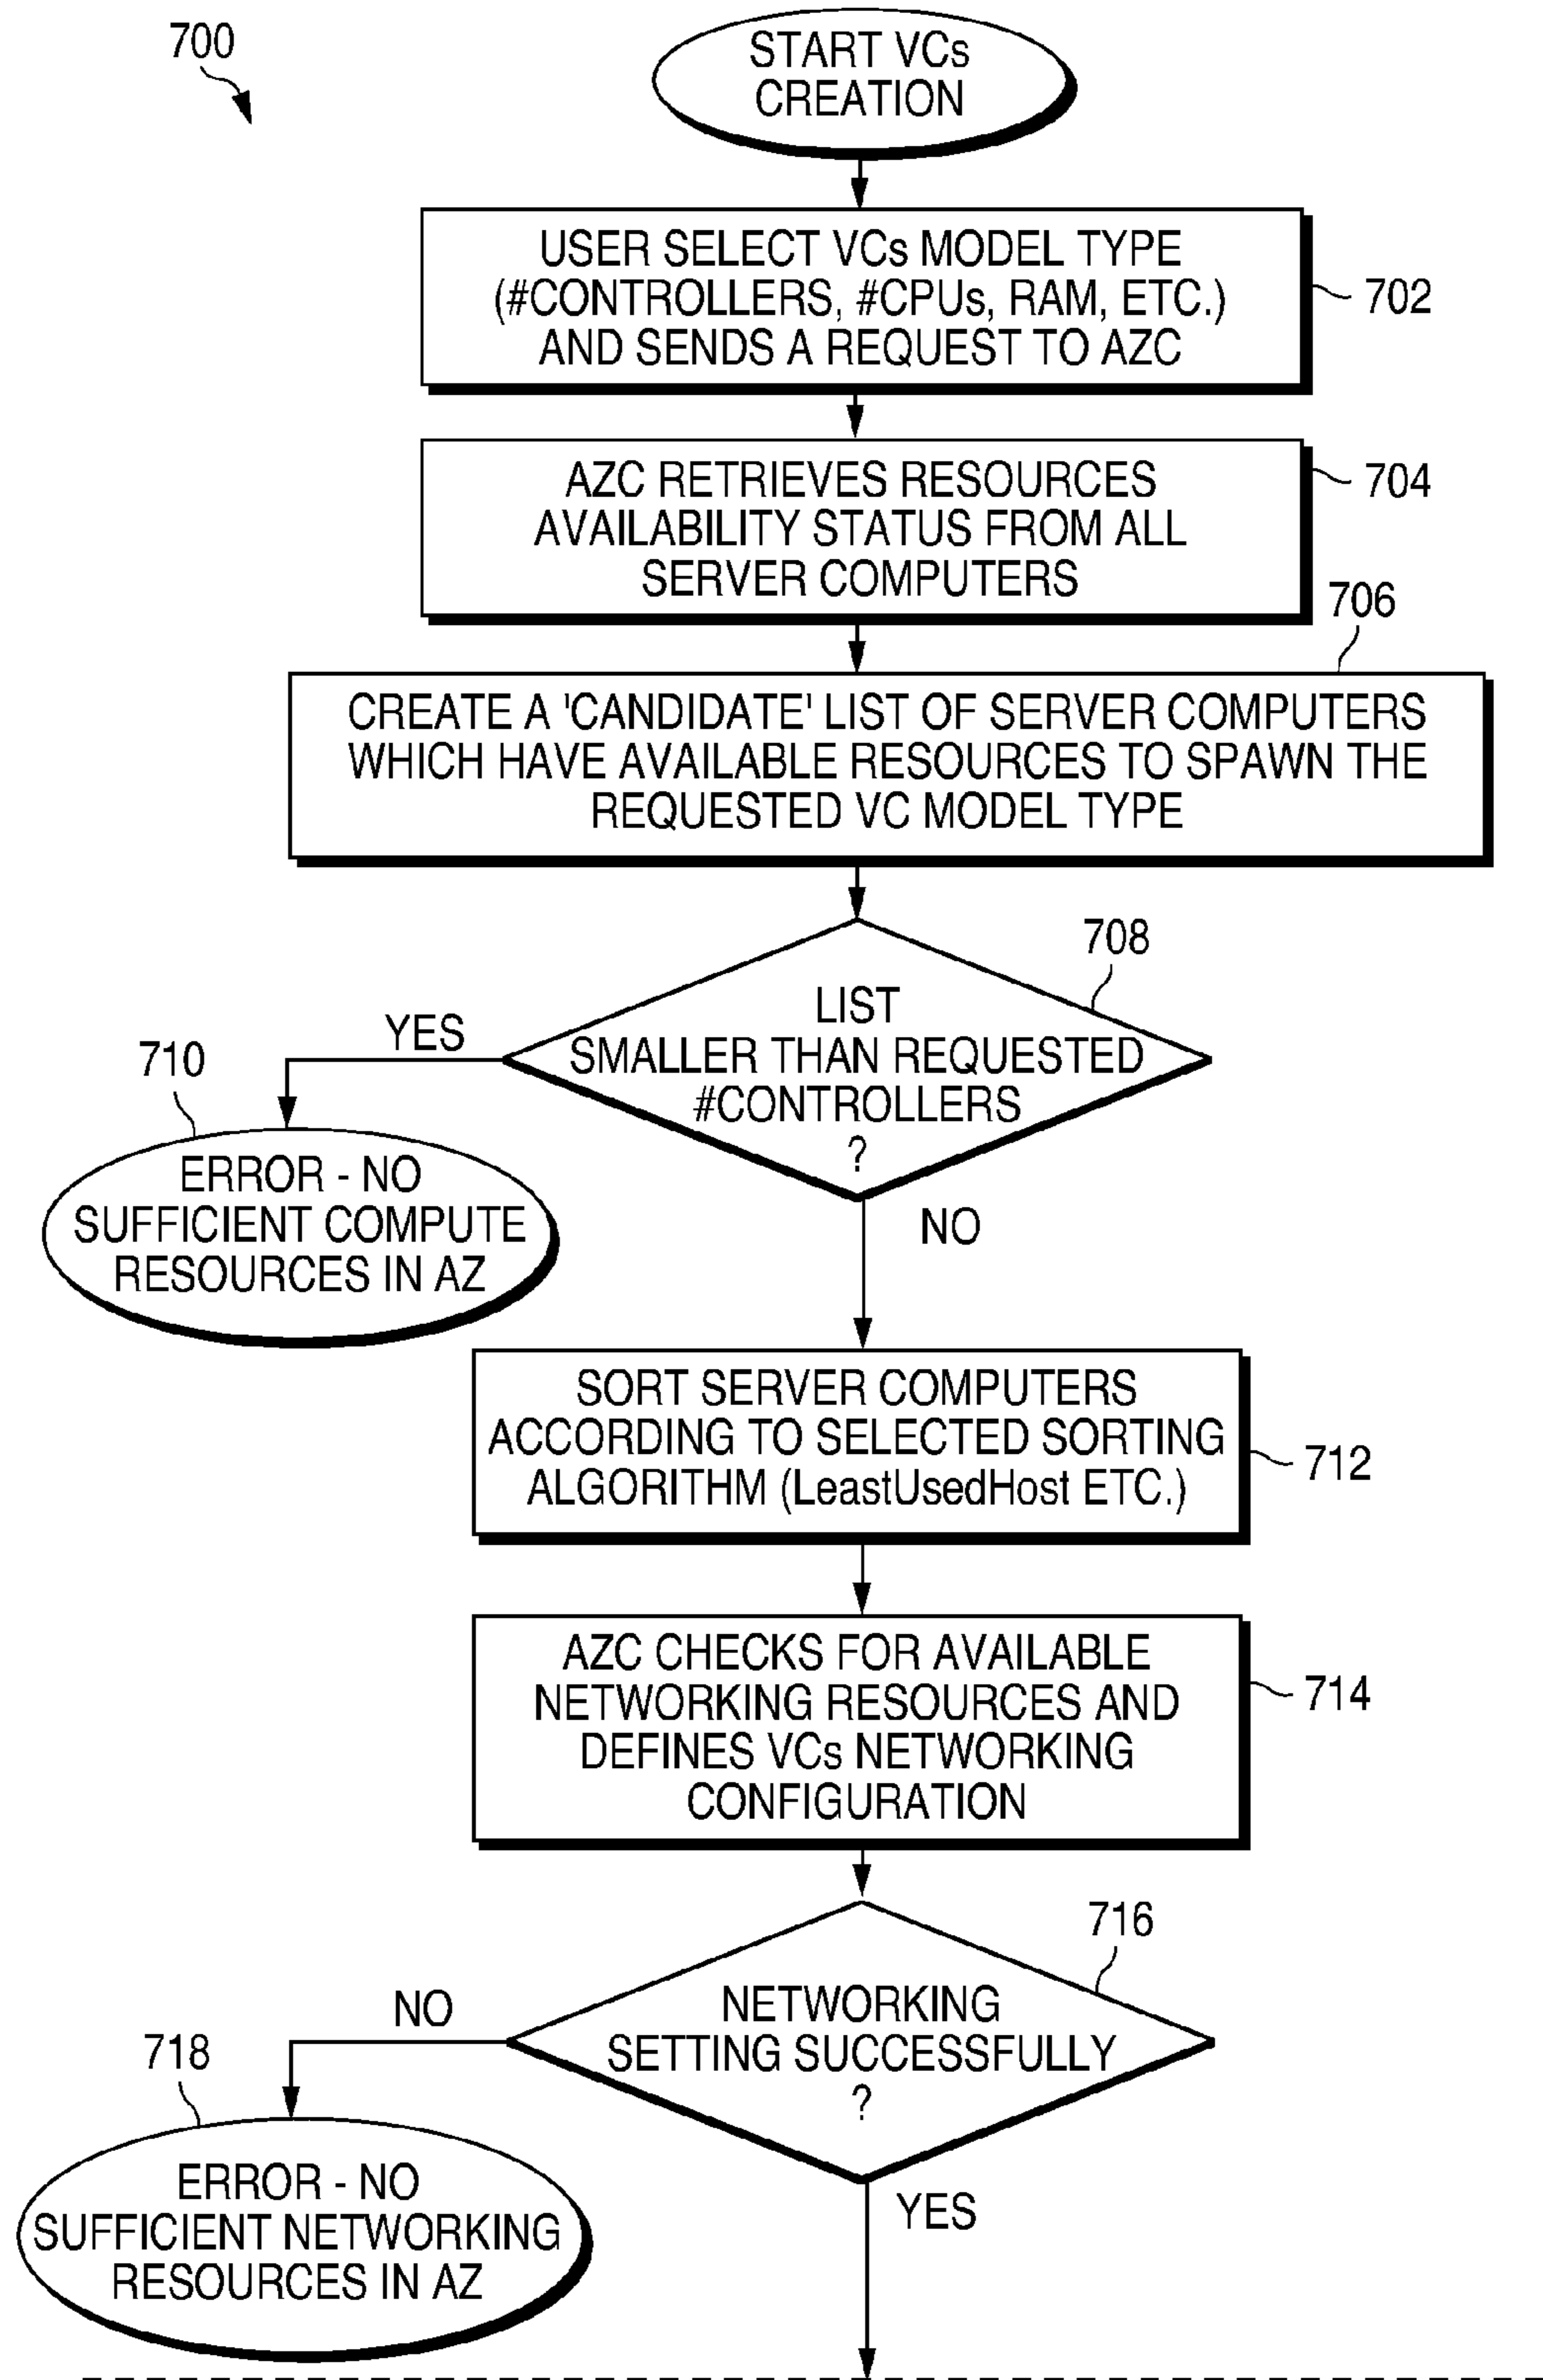 700
START VCs
CREATION
USER SELECT VCs MODEL TYPE
(#CONTROLLERS, #CPUs, RAM, ETC.)
AND SENDS A REQUEST TO AZC
702
AZC RETRIEVES RESOURCES
AVAILABILITY STATUS FROM ALL
SERVER COMPUTERS
704
706
CREATE A 'CANDIDATE' LIST OF SERVER COMPUTERS
WHICH HAVE AVAILABLE RESOURCES TO SPAWN THE
REQUESTED VC MODEL TYPE
708
LIST
SMALLER THAN REQUESTED
#CONTROLLERS
?
YES
710
ERROR - NO
SUFFICIENT COMPUTE
RESOURCES IN AZ
NO
SORT SERVER COMPUTERS
ACCORDING TO SELECTED SORTING
ALGORITHM (LeastUsedHost ETC.)
712
AZC CHECKS FOR AVAILABLE
NETWORKING RESOURCES AND
DEFINES VCs NETWORKING
CONFIGURATION
714
716
NETWORKING
SETTING SUCCESSFULLY
?
NO
718
ERROR - NO
SUFFICIENT NETWORKING
RESOURCES IN AZ
YES